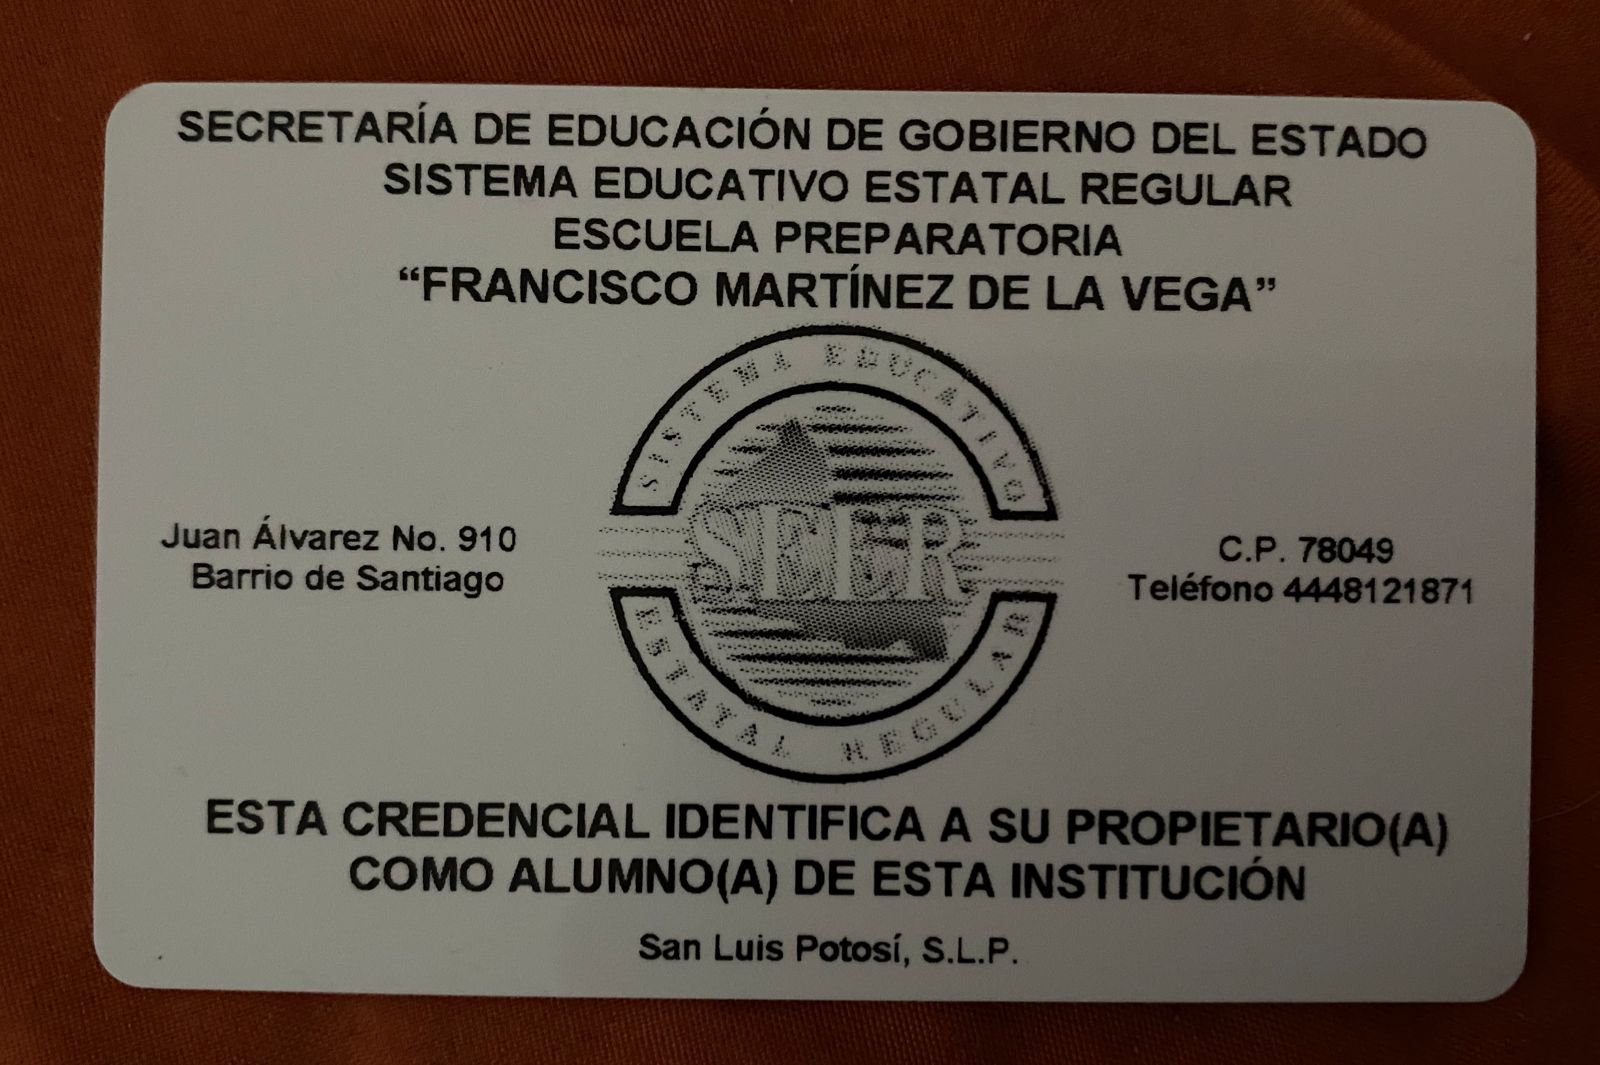 SECRETARÍA DE EDUCACIÓN DE GOBIERNO DEL ESTADO
SISTEMA EDUCATIVO ESTATAL REGULAR
ESCUELA PREPARATORIA
“FRANCISCO MARTÍNEZ DE LA VEGA”
SISTEMA EDUCATIVO
SEER
ESTATAL REGULAR
Juan Álvarez No. 910
Barrio de Santiago
C.P. 78049
Teléfono 4448121871
ESTA CREDENCIAL IDENTIFICA A SU PROPIETARIO(A)
COMO ALUMNO(A) DE ESTA INSTITUCIÓN
San Luis Potosí, S.L.P.